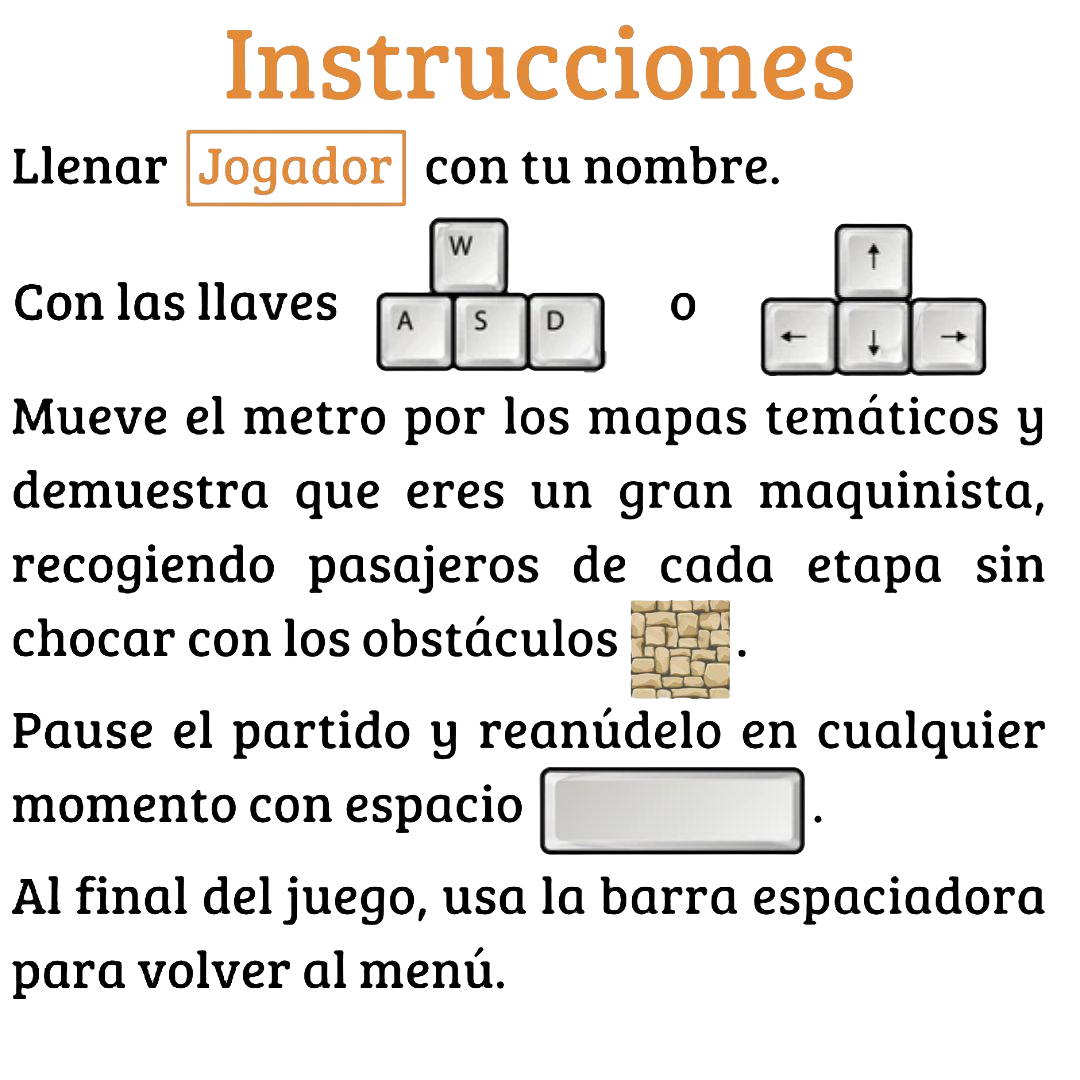 Instrucciones
Llenar Jogador con tu nombre.
W
Con las llaves A S D o ← ↑ ↓ →
Mueve el metro por los mapas temáticos y
demuestra que eres un gran maquinista,
recogiendo pasajeros de cada etapa sin
chocar con los obstáculos .
Pause el partido y reanúdelo en cualquier
momento con espacio .
Al final del juego, usa la barra espaciadora
para volver al menú.